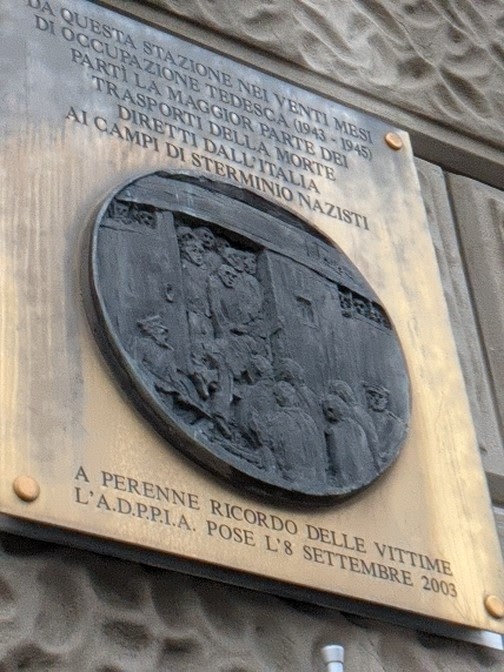 DA QUESTA STAZIONE NEI VENTI MESI
DI OCCUPAZIONE TEDESCA (1943 - 1945)
PARTÌ LA MAGGIOR PARTE DEI
TRASPORTI DELLA MORTE
DIRETTI DALL'ITALIA
AI CAMPI DI STERMINIO NAZISTI
A PERENNE RICORDO DELLE VITTIME
L'A.D.P.P.I.A. POSE L'8 SETTEMBRE 2003